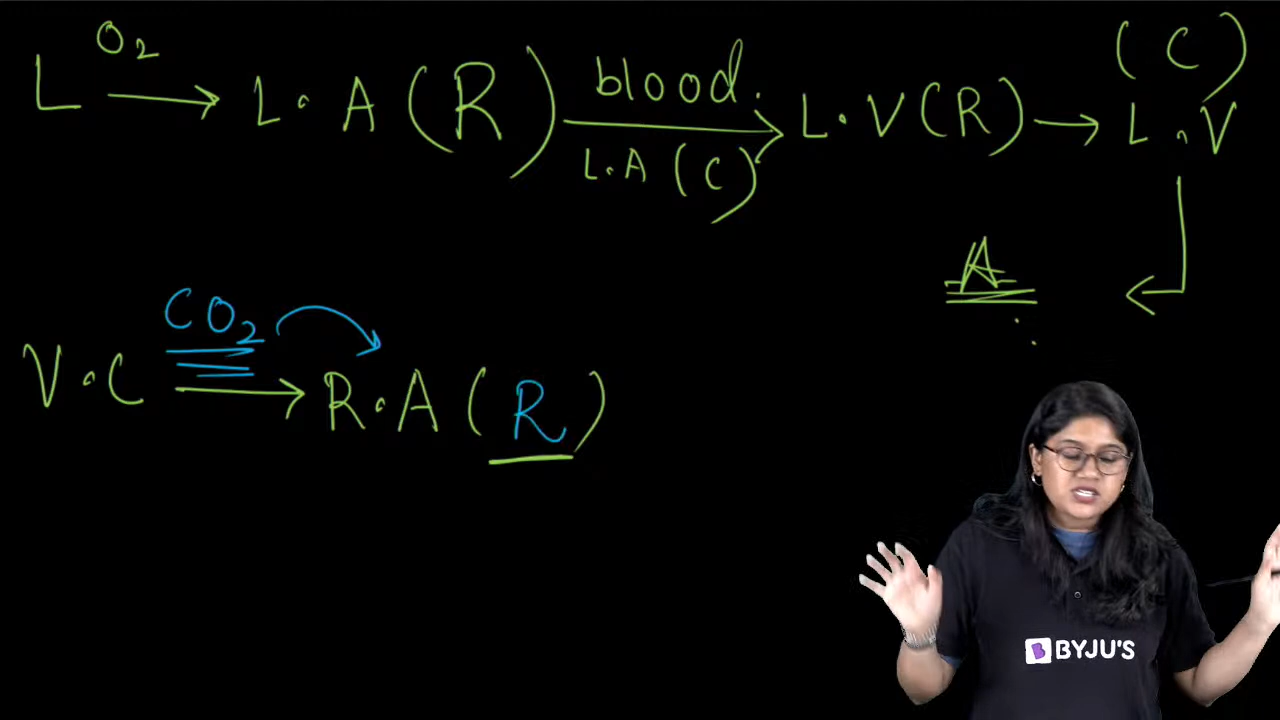 L O2 → L.A (R) blood. → L.V (R) → L.V (C)
L.A (C)
A
V.C CO2 → R.A (R)
BYJU'S